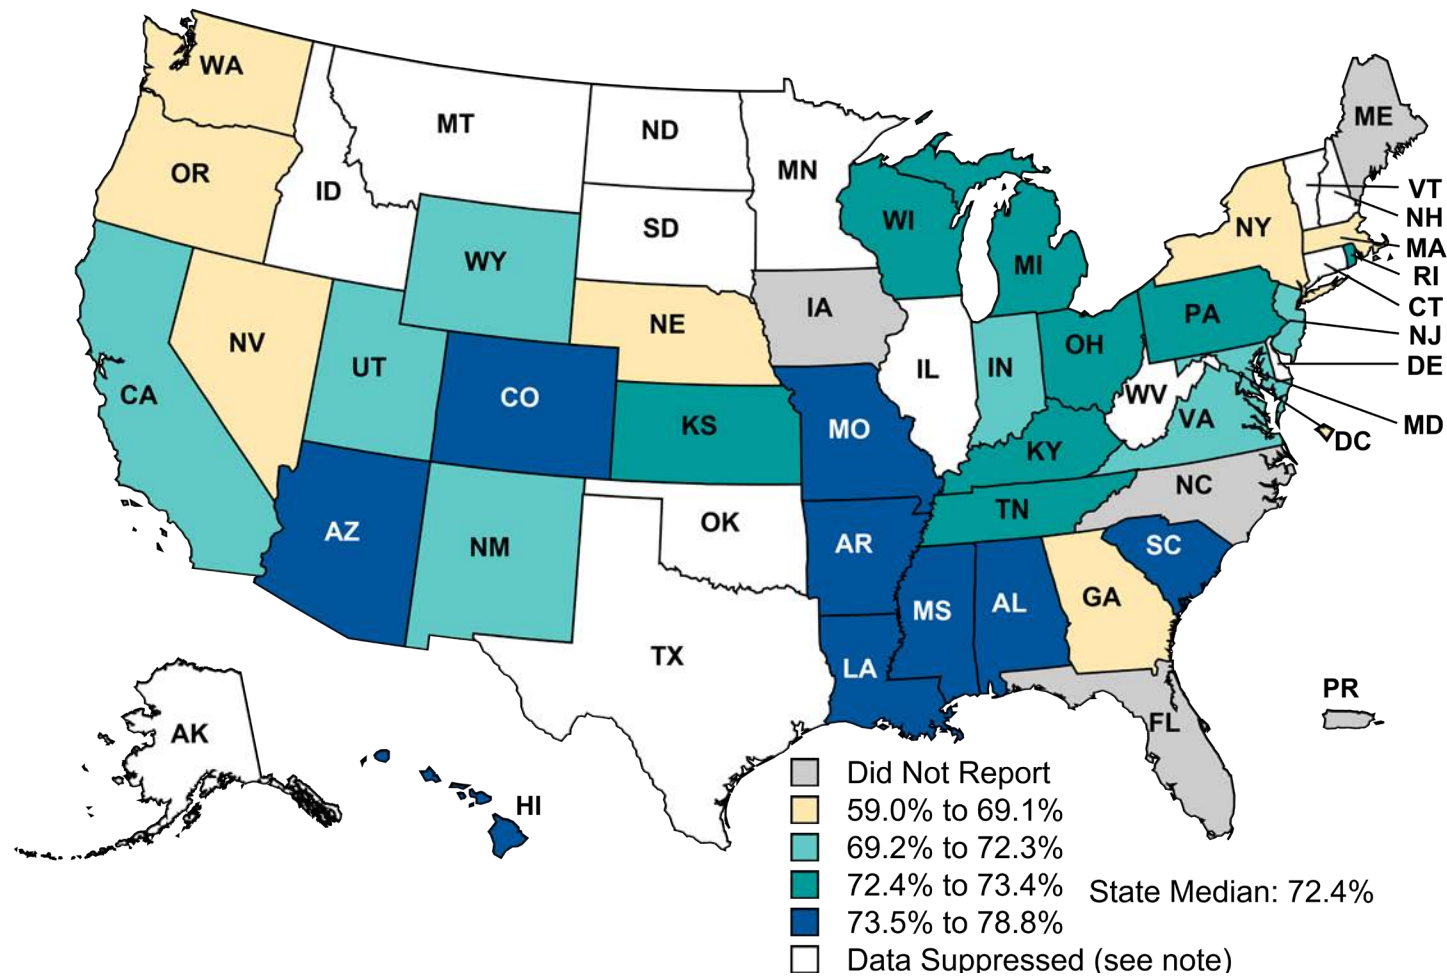 WA
MT
ND
MN
ME
OR
ID
SD
WI
MI
NY
VT
NH
MA
RI
CT
NJ
DE
MD
DC
WY
NE
IA
PA
NV
UT
CO
KS
MO
IL
IN
OH
WV
VA
CA
KY
NC
TN
AZ
NM
OK
AR
SC
MS
AL
GA
TX
LA
FL
PR
AK
HI
Did Not Report
59.0% to 69.1%
69.2% to 72.3%
72.4% to 73.4%
State Median: 72.4%
73.5% to 78.8%
Data Suppressed (see note)